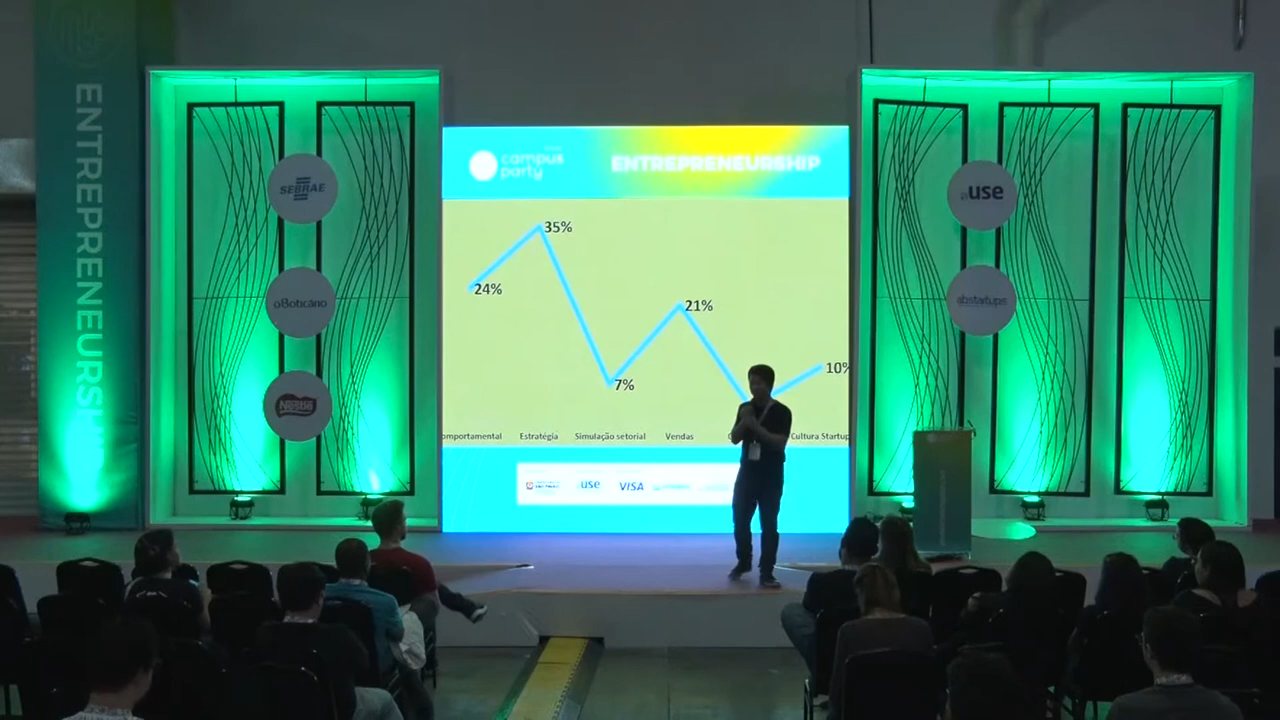 ENTREPRENEURSHIP
SEBRAE
oBoticário
Nestlé
campus
party
ENTREPRENEURSHIP
35%
24%
21%
7%
10%
omportamental
Estratégia
Simulação setorial
Vendas
Cultura Startup
use
VISA
use
abstartups